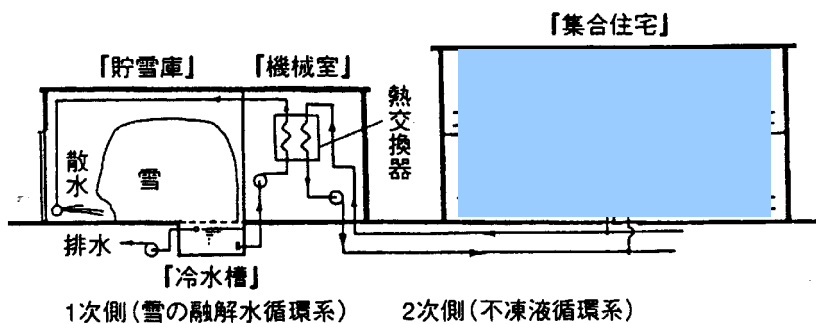 『集合住宅』
『貯雪庫』 『機械室』
熱交換器
散水
雪
排水
『冷水槽』
1次側(雪の融解水循環系) 2次側(不凍液循環系)